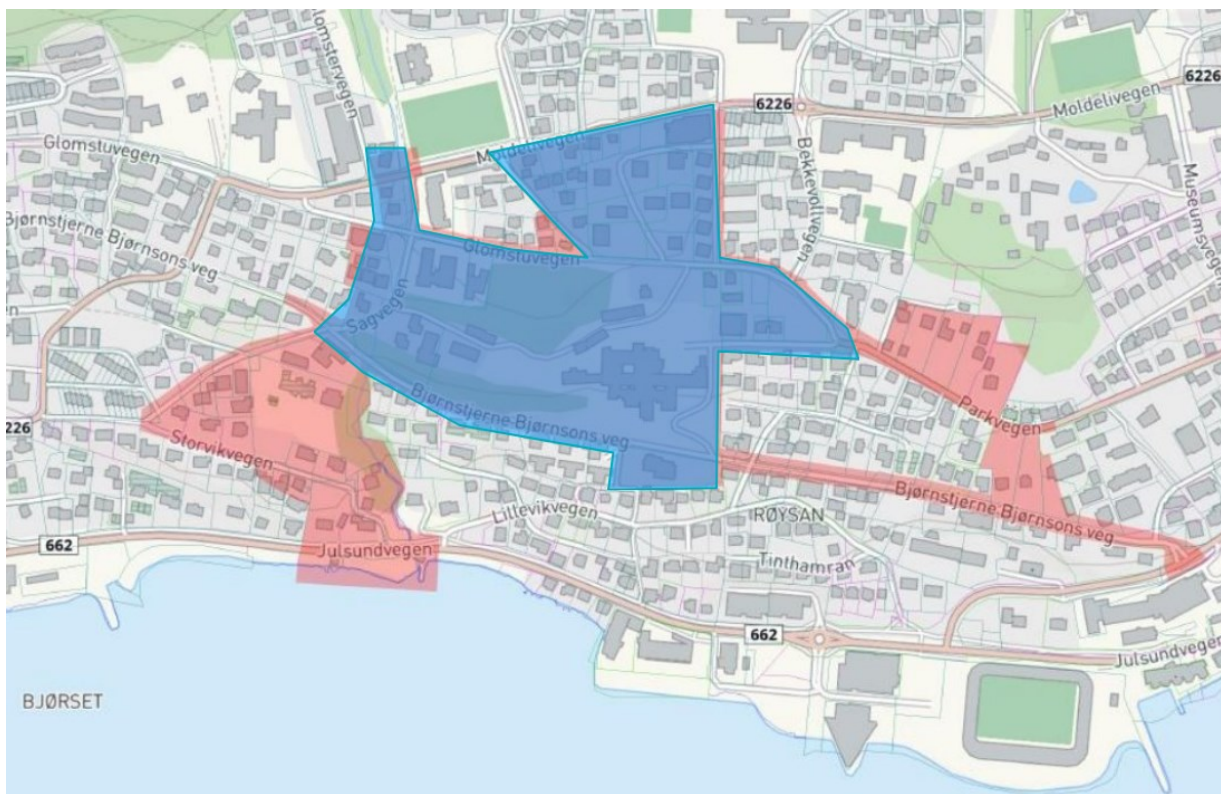 Glomstervegen
6226
6226
Moldelivegen
Moldelivegen
Glomstuvegen
Bekkevollvegen
Museumsvegen
Bjørnstjerne Bjørnsons veg
Glomstuvegen
Sagvegen
Bjørnstjerne Bjørnsons veg
Parkvegen
226
Storvikvegen
Bjørnstjerne Bjørnsons veg
Lillevikvegen
RØYSAN
662
Julsundvegen
Tinthamran
662
Julsundvegen
BJØRSET